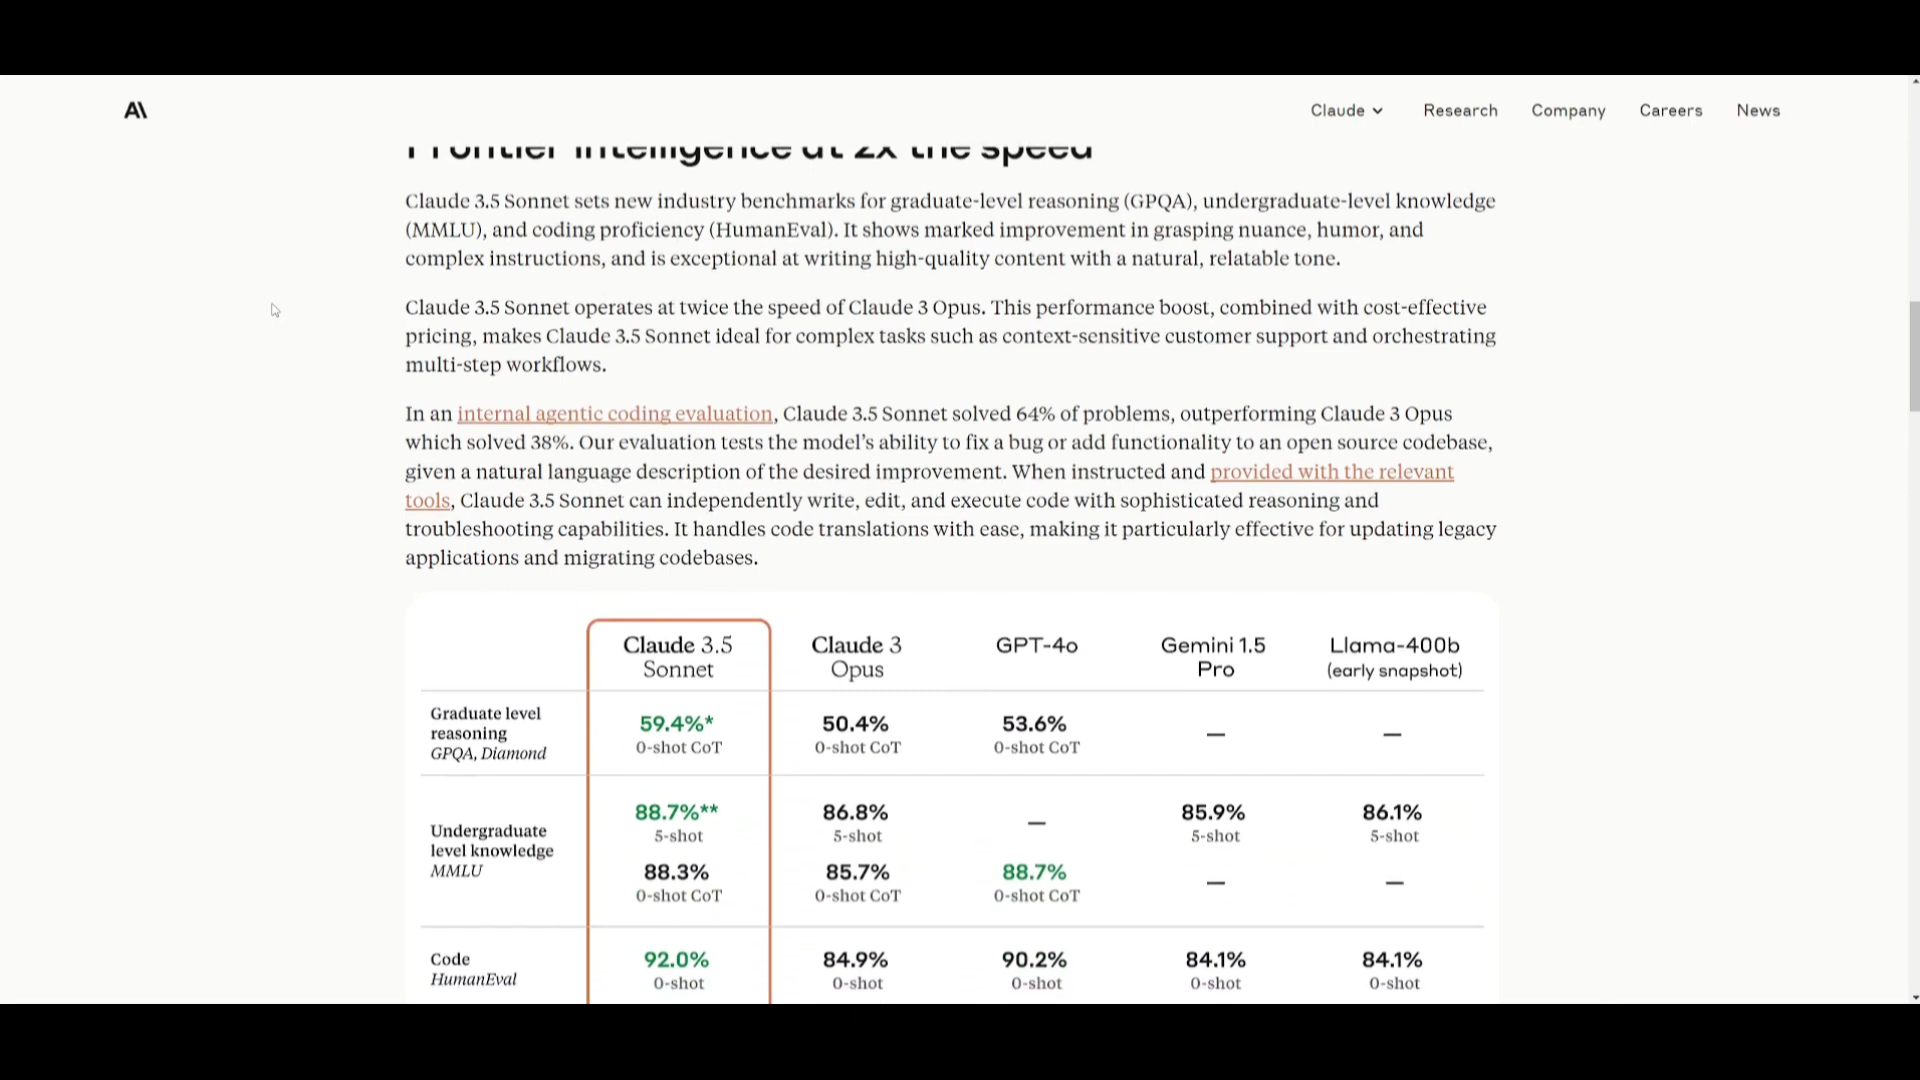 A\
Claude
Research
Company
Careers
News
Frontier intelligence at 2x the speed
Claude 3.5 Sonnet sets new industry benchmarks for graduate-level reasoning (GPQA), undergraduate-level knowledge
(MMLU), and coding proficiency (HumanEval). It shows marked improvement in grasping nuance, humor, and
complex instructions, and is exceptional at writing high-quality content with a natural, relatable tone.
Claude 3.5 Sonnet operates at twice the speed of Claude 3 Opus. This performance boost, combined with cost-effective
pricing, makes Claude 3.5 Sonnet ideal for complex tasks such as context-sensitive customer support and orchestrating
multi-step workflows.
In an internal agentic coding evaluation, Claude 3.5 Sonnet solved 64% of problems, outperforming Claude 3 Opus
which solved 38%. Our evaluation tests the model’s ability to fix a bug or add functionality to an open source codebase,
given a natural language description of the desired improvement. When instructed and provided with the relevant
tools, Claude 3.5 Sonnet can independently write, edit, and execute code with sophisticated reasoning and
troubleshooting capabilities. It handles code translations with ease, making it particularly effective for updating legacy
applications and migrating codebases.
Claude 3.5
Sonnet
Claude 3
Opus
GPT-4o
Gemini 1.5
Pro
Llama-400b
(early snapshot)
Graduate level
reasoning
GPQA, Diamond
59.4%*
0-shot CoT
50.4%
0-shot CoT
53.6%
0-shot CoT
—
—
Undergraduate
level knowledge
MMLU
88.7%**
5-shot
86.8%
5-shot
—
85.9%
5-shot
86.1%
5-shot
88.3%
0-shot CoT
85.7%
0-shot CoT
88.7%
0-shot CoT
—
—
Code
HumanEval
92.0%
0-shot
84.9%
0-shot
90.2%
0-shot
84.1%
0-shot
84.1%
0-shot